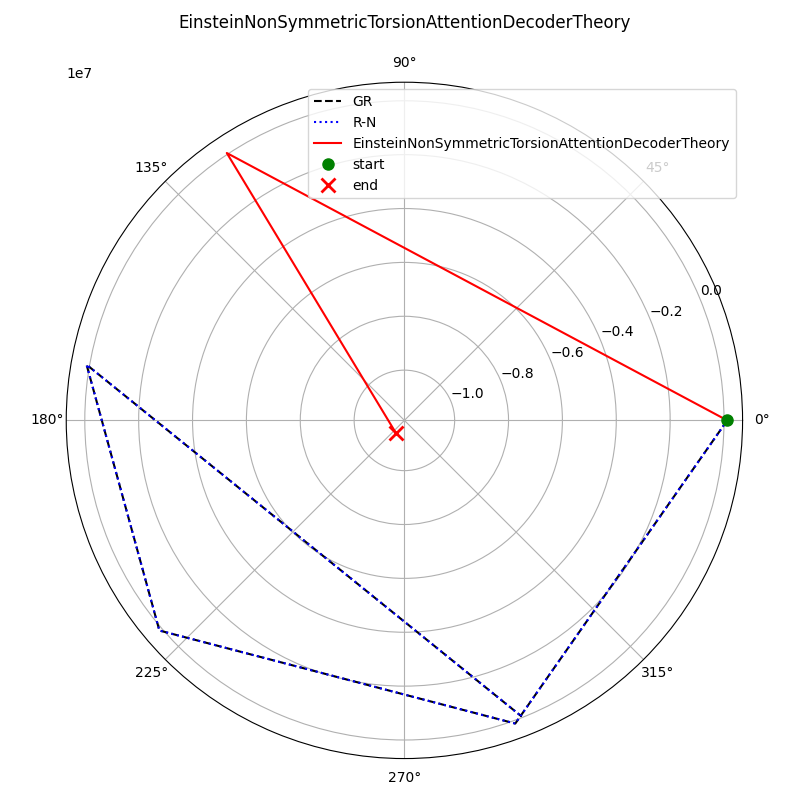 EinsteinNonSymmetricTorsionAttentionDecoderTheory
90°
1e7
GR
R-N
EinsteinNonSymmetricTorsionAttentionDecoderTheory
start
end
135°
45°
0.0
−0.2
−0.4
−0.6
−0.8
−1.0
180°
0°
225°
315°
270°